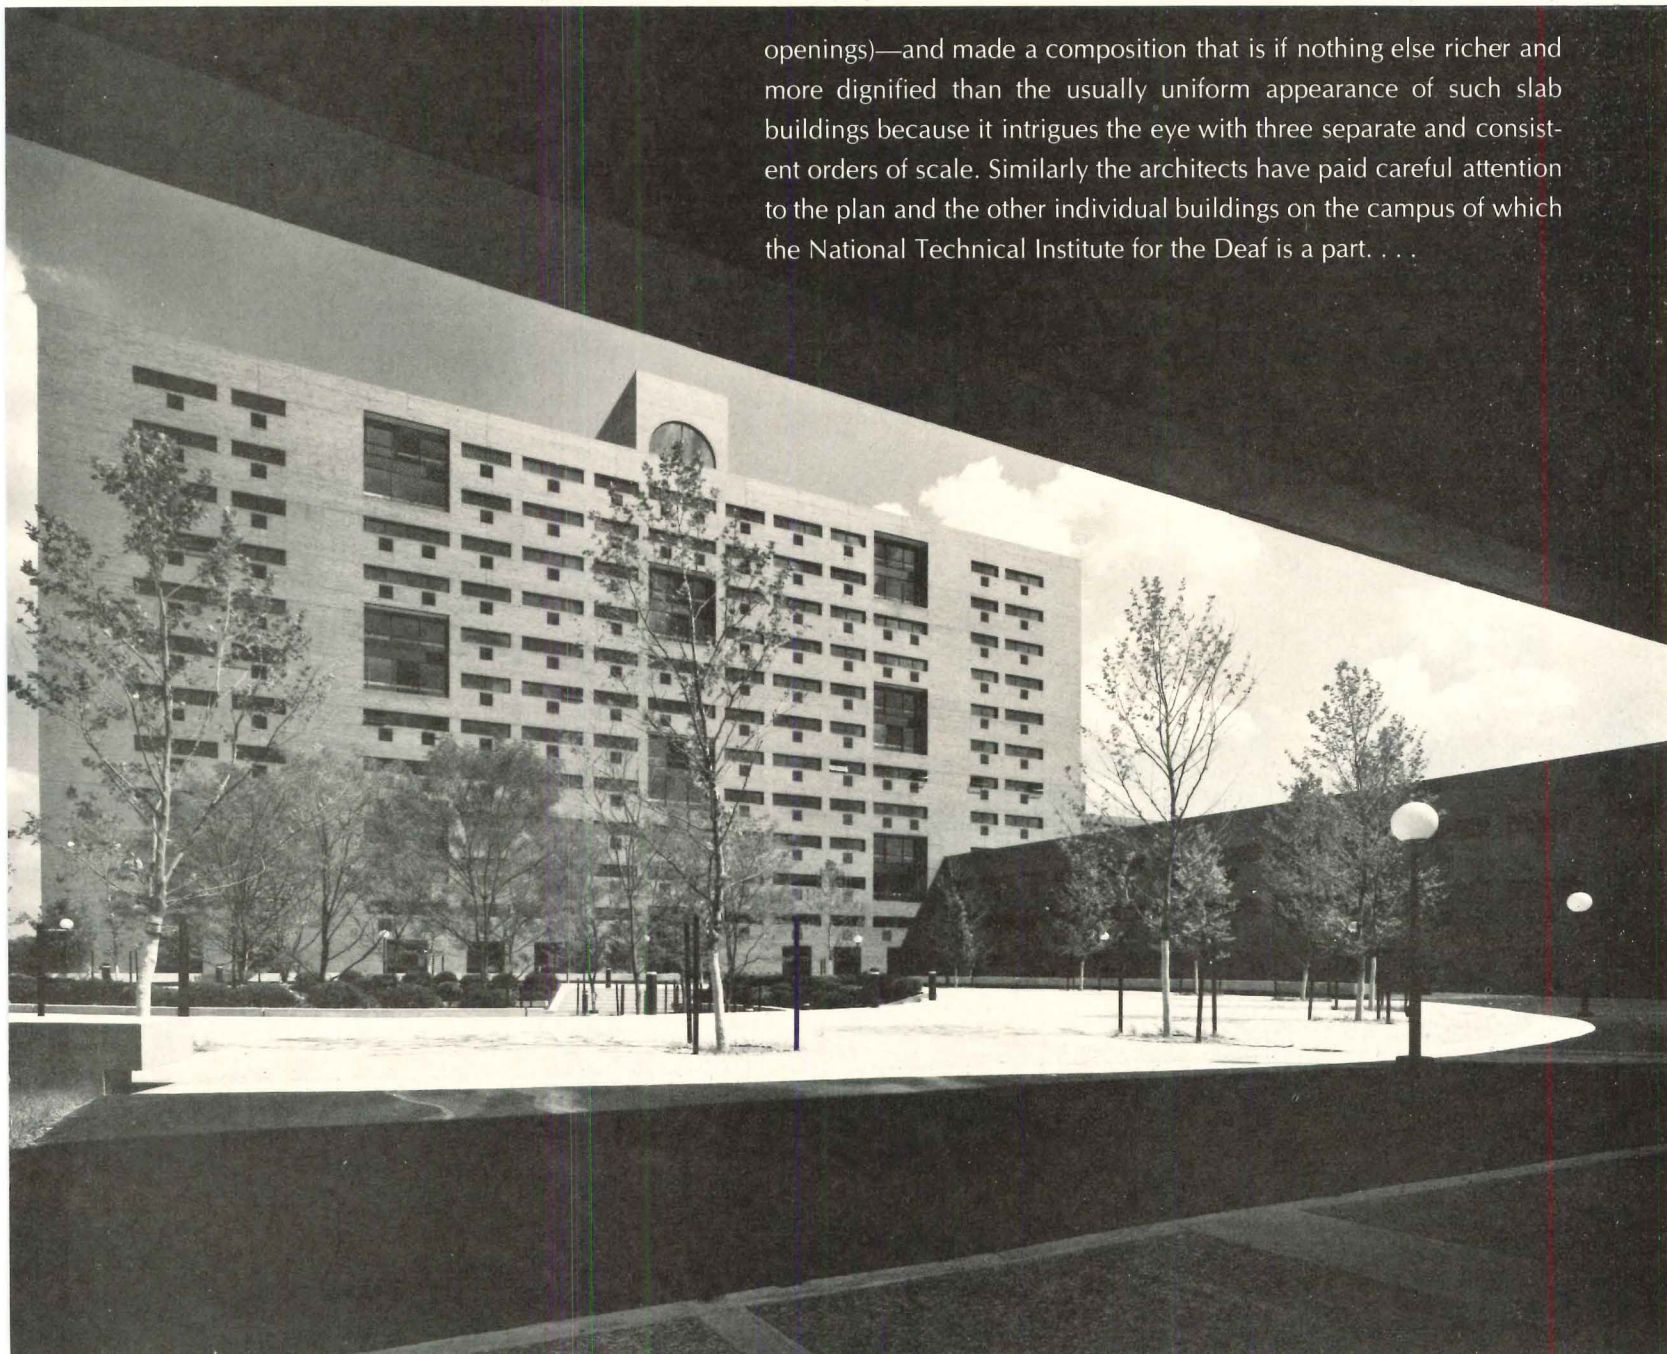 openings)—and made a composition that is if nothing else richer and
more dignified than the usually uniform appearance of such slab
buildings because it intrigues the eye with three separate and consist-
ent orders of scale. Similarly the architects have paid careful attention
to the plan and the other individual buildings on the campus of which
the National Technical Institute for the Deaf is a part. . . .